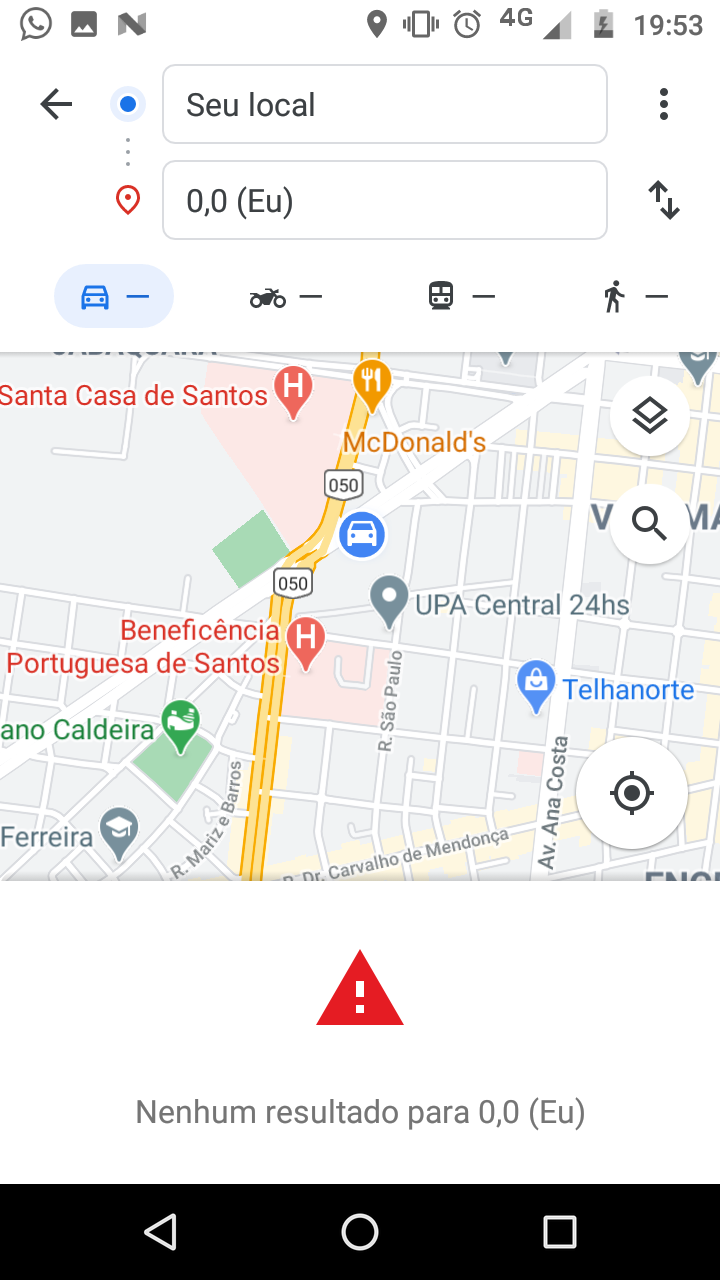 4G
19:53
Seu local
0,0 (Eu)
Santa Casa de Santos
H
McDonald's
050
V
MA
050
UPA Central 24hs
Beneficência
Portuguesa de Santos
H
R. São Paulo
Telhanorte
ano Caldeira
R. Mariz e Barros
Av. Ana Costa
Ferreira
R. Dr. Carvalho de Mendonça
Nenhum resultado para 0,0 (Eu)